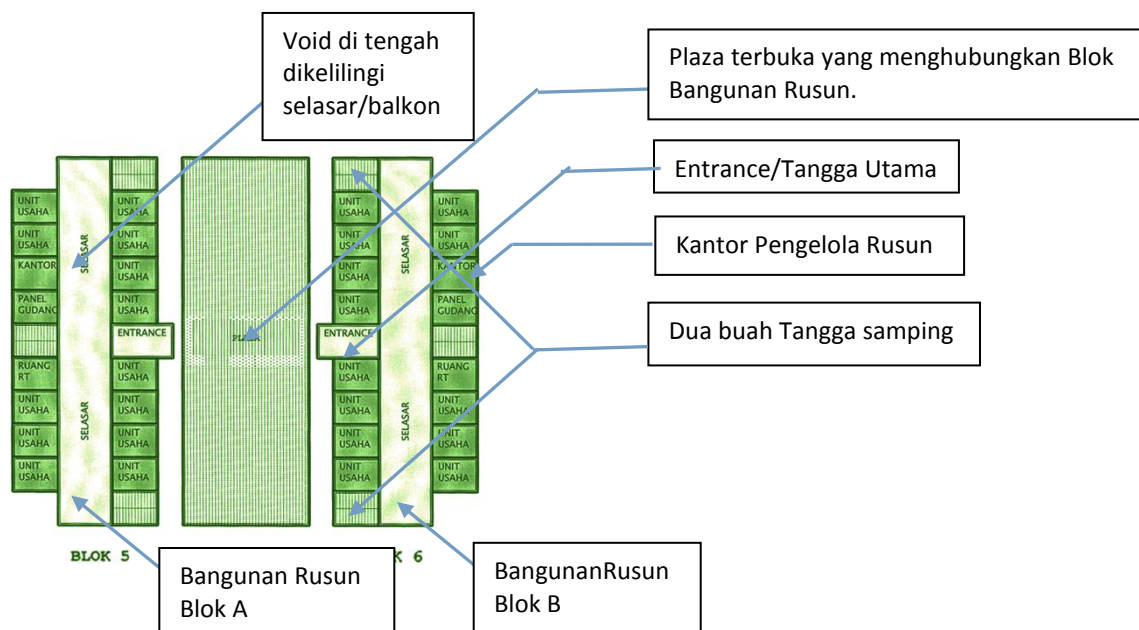 Void di tengah
dikelilingi
selasar/balkon
Plaza terbuka yang menghubungkan Blok
Bangunan Rusun.
Entrance/Tangga Utama
Kantor Pengelola Rusun
Dua buah Tangga samping
UNIT
USAHA
UNIT
USAHA
KANTOR
PANEL
GUDANG
RUANG
RT
UNIT
USAHA
UNIT
USAHA
UNIT
USAHA
SELASAR
SELASAR
UNIT
USAHA
UNIT
USAHA
UNIT
USAHA
UNIT
USAHA
ENTRANCE
UNIT
USAHA
UNIT
USAHA
UNIT
USAHA
UNIT
USAHA
UNIT
USAHA
UNIT
USAHA
UNIT
USAHA
UNIT
USAHA
ENTRANCE
UNIT
USAHA
UNIT
USAHA
UNIT
USAHA
UNIT
USAHA
SELASAR
SELASAR
UNIT
USAHA
UNIT
USAHA
KANTOR
PANEL
GUDANG
RUANG
RT
UNIT
USAHA
UNIT
USAHA
UNIT
USAHA
BLOK 5
K 6
Bangunan Rusun
Blok A
BangunanRusun
Blok B